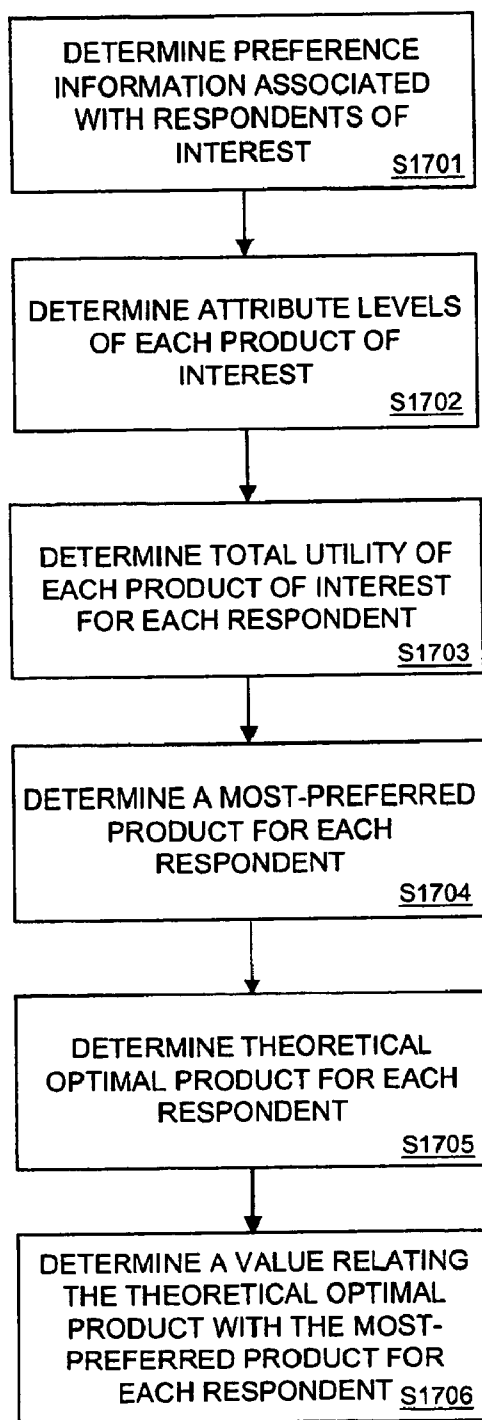 DETERMINE PREFERENCE
INFORMATION ASSOCIATED
WITH RESPONDENTS OF
INTEREST
S1701
DETERMINE ATTRIBUTE LEVELS
OF EACH PRODUCT OF
INTEREST
S1702
DETERMINE TOTAL UTILITY OF
EACH PRODUCT OF INTEREST
FOR EACH RESPONDENT
S1703
DETERMINE A MOST-PREFERRED
PRODUCT FOR EACH
RESPONDENT
S1704
DETERMINE THEORETICAL
OPTIMAL PRODUCT FOR EACH
RESPONDENT
S1705
DETERMINE A VALUE RELATING
THE THEORETICAL OPTIMAL
PRODUCT WITH THE MOST-
PREFERRED PRODUCT FOR
EACH RESPONDENT S1706